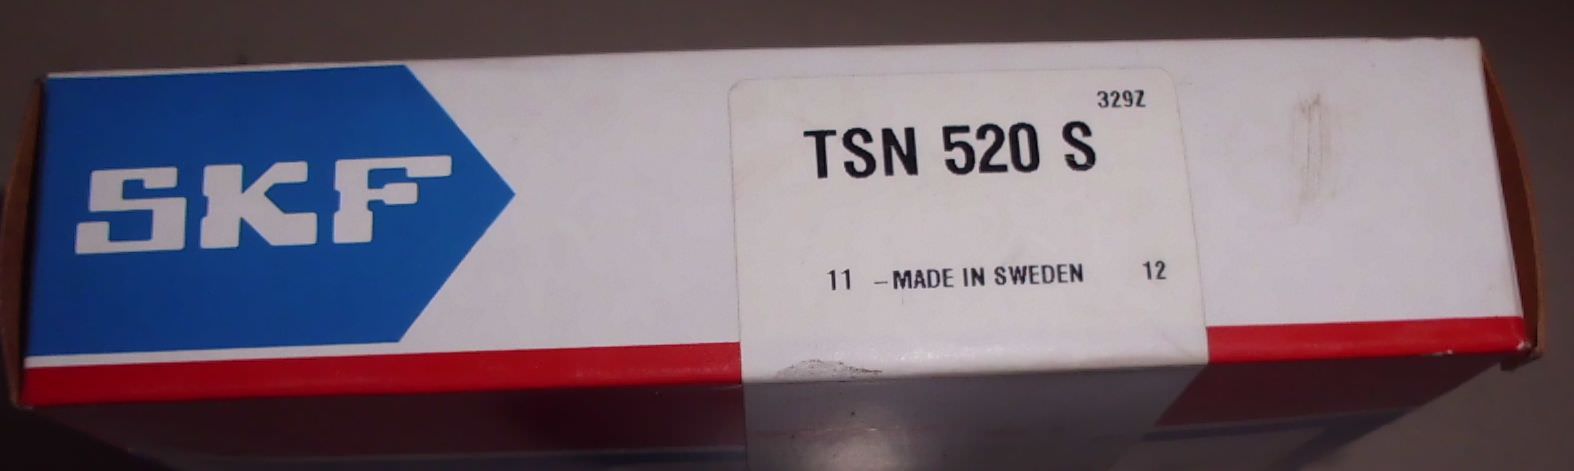 SKF
329Z
TSN 520 S
11 –MADE IN SWEDEN 12